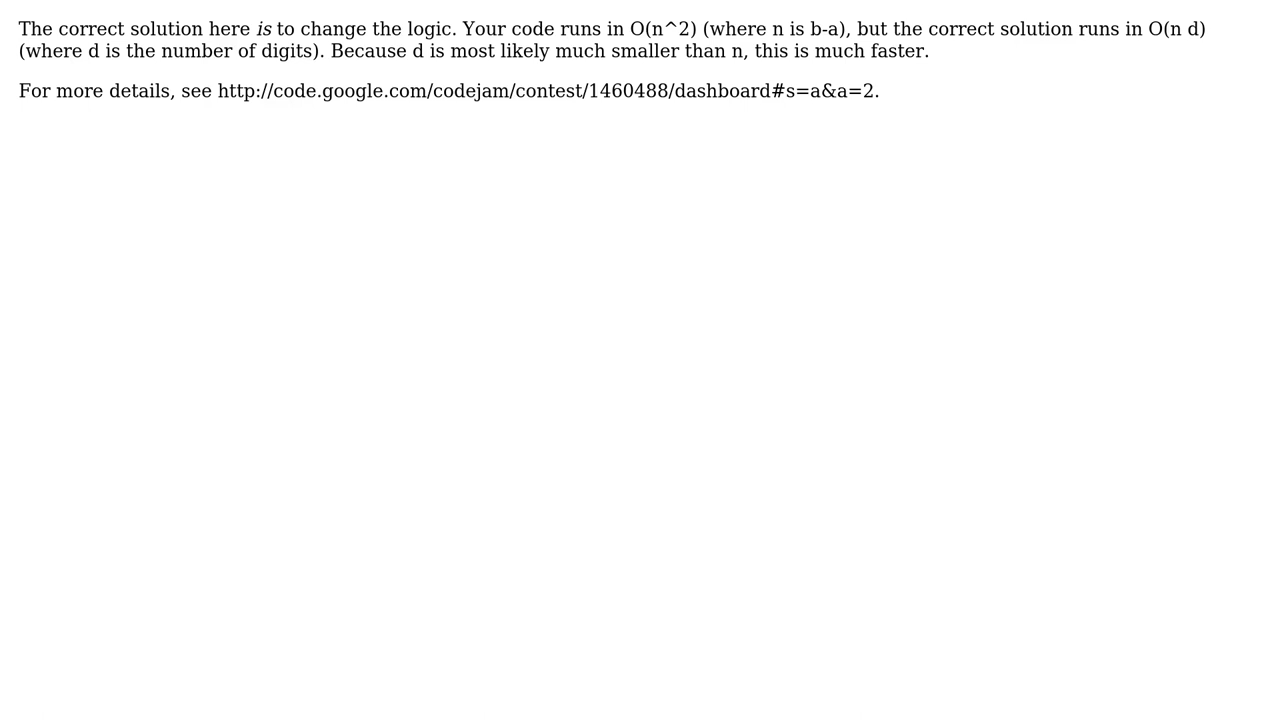 The correct solution here is to change the logic. Your code runs in O(n^2) (where n is b-a), but the correct solution runs in O(n d)
(where d is the number of digits). Because d is most likely much smaller than n, this is much faster.
For more details, see http://code.google.com/codejam/contest/1460488/dashboard#s=a&a=2.